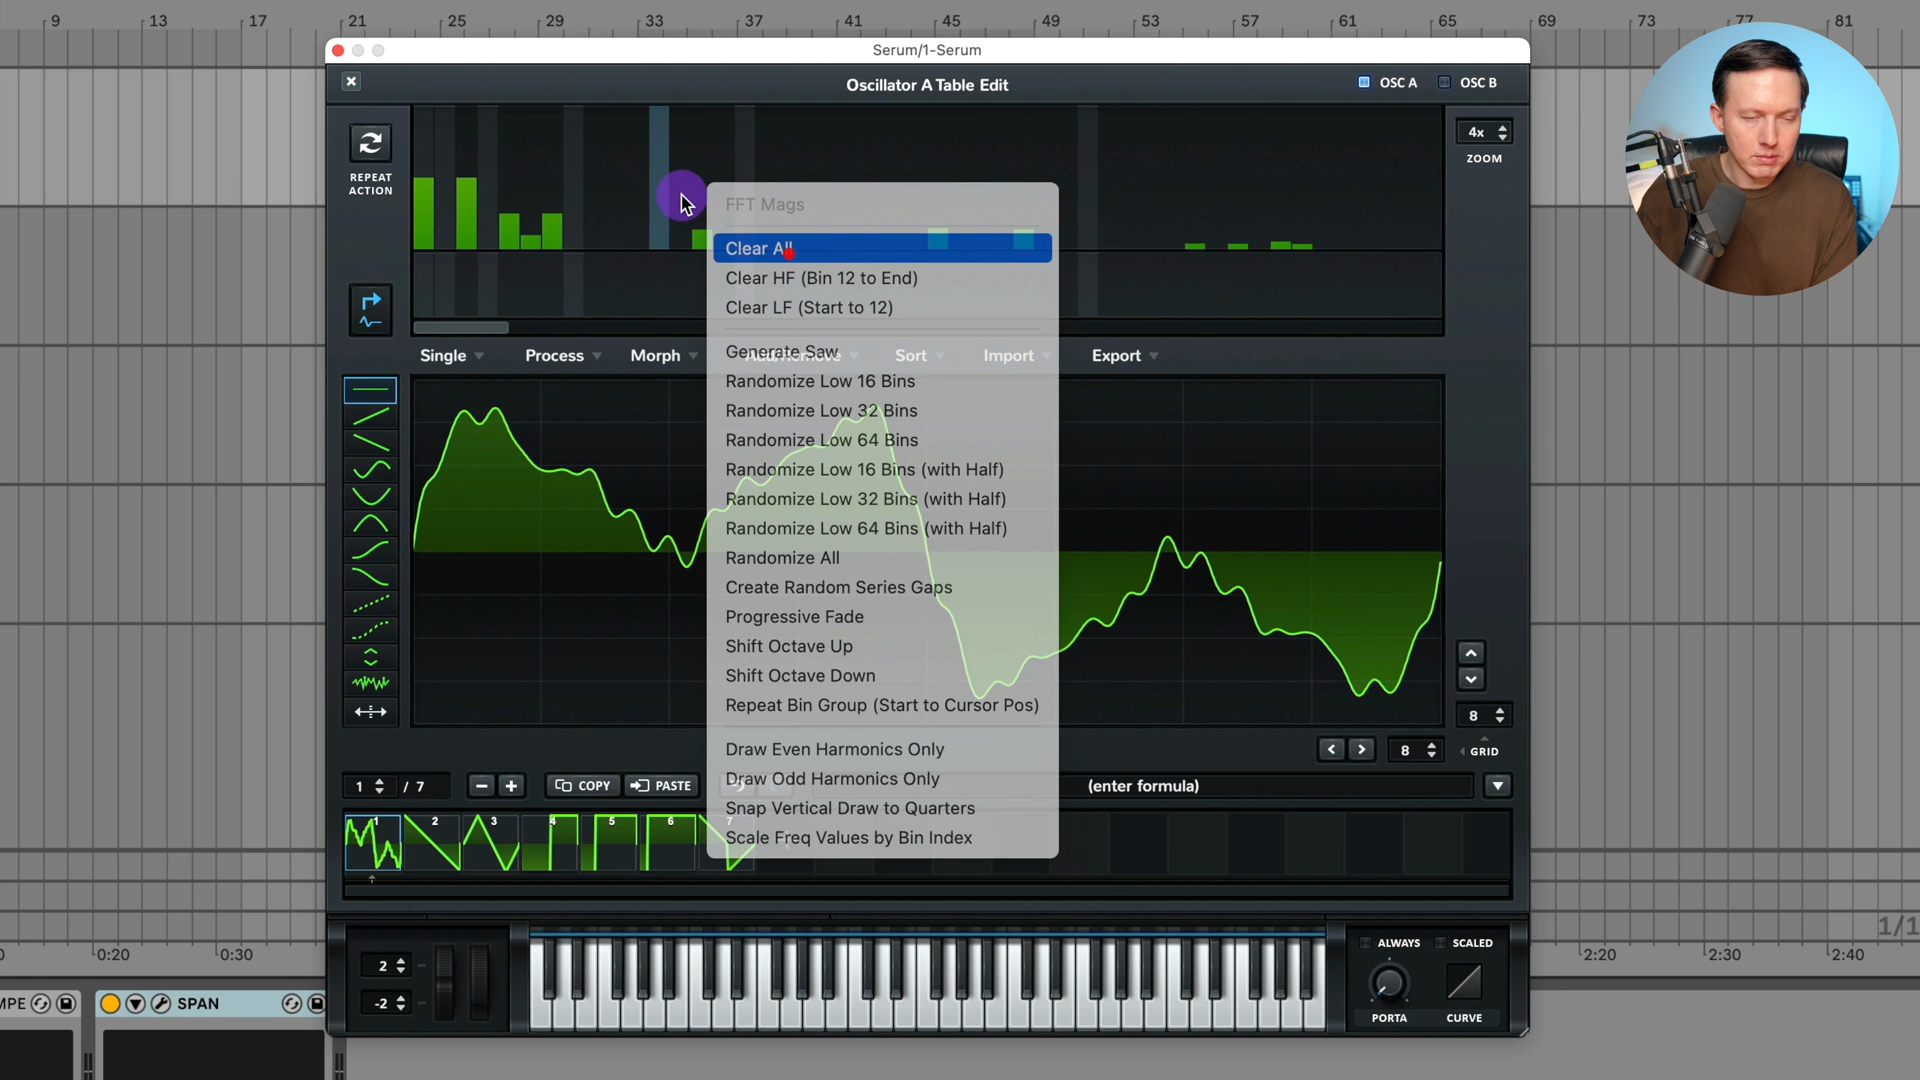 9 13 17 21 25 29 33 37 41 45 49 53 57 61 65 69 73 77 81
Serum/1-Serum
Oscillator A Table Edit
OSC A OSC B
REPEAT
ACTION
4x
ZOOM
FFT Mags
Clear All
Clear HF (Bin 12 to End)
Clear LF (Start to 12)
Generate Saw
Randomize Low 16 Bins
Randomize Low 32 Bins
Randomize Low 64 Bins
Randomize Low 16 Bins (with Half)
Randomize Low 32 Bins (with Half)
Randomize Low 64 Bins (with Half)
Randomize All
Create Random Series Gaps
Progressive Fade
Shift Octave Up
Shift Octave Down
Repeat Bin Group (Start to Cursor Pos)
Draw Even Harmonics Only
Draw Odd Harmonics Only
Snap Vertical Draw to Quarters
Scale Freq Values by Bin Index
Single Process Morph Add/Remove Sort Import Export
8
8 GRID
1 / 7 COPY PASTE (enter formula)
1 2 3 4 5 6 7
1/1
0:20 0:30 2:20 2:30 2:40
2
-2
ALWAYS SCALED
PORTA CURVE
MPE SPAN